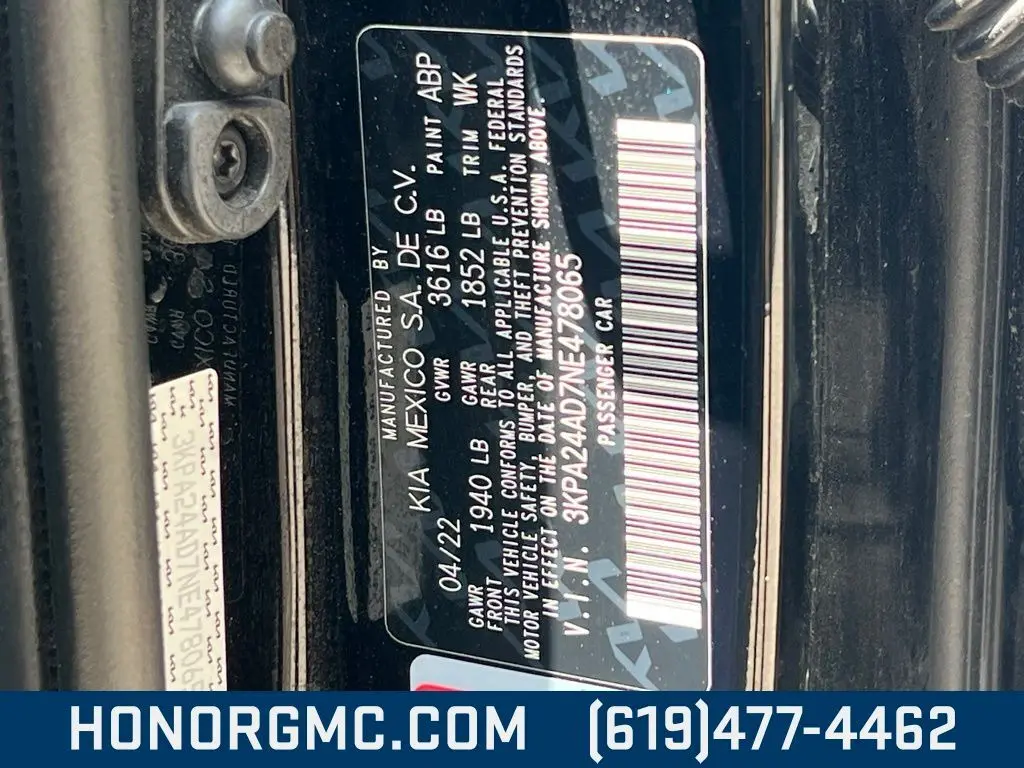 MANUFACTURED BY
KIA MEXICO S.A. DE C.V.
04/22 GVWR 3616 LB PAINT ABP
GAWR FRONT 1940 LB GAWR REAR 1852 LB TRIM WK
THIS VEHICLE CONFORMS TO ALL APPLICABLE U.S.A. FEDERAL
MOTOR VEHICLE SAFETY, BUMPER, AND THEFT PREVENTION STANDARDS
IN EFFECT ON THE DATE OF MANUFACTURE SHOWN ABOVE.
V.I.N. 3KPA24AD7NE478065
PASSENGER CAR
3KPA24AD7NE478065
HONORGMC.COM (619)477-4462